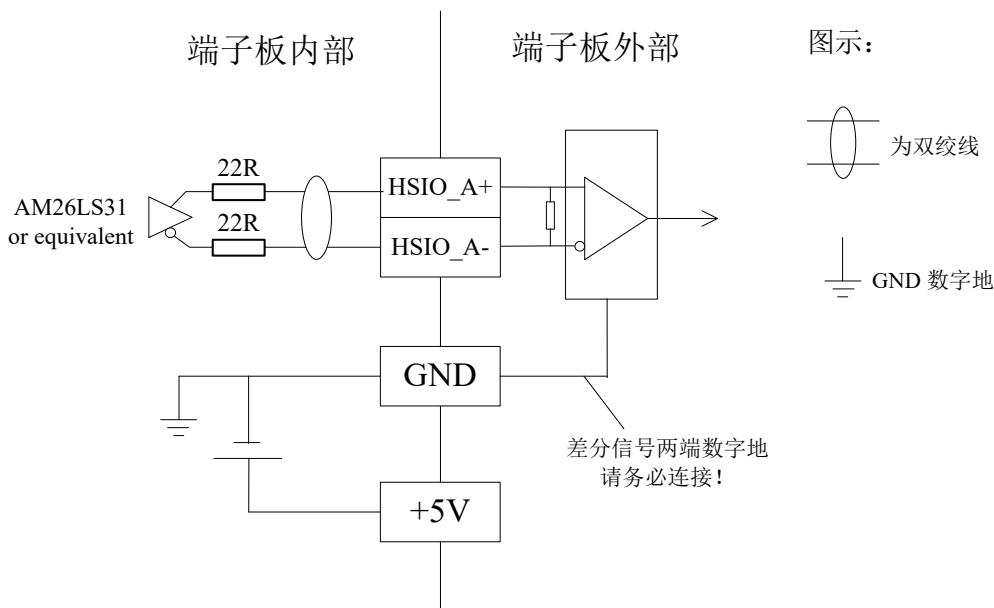 端子板内部
端子板外部
图示：
为双绞线
GND 数字地
AM26LS31
or equivalent
22R
22R
HSIO_A+
HSIO_A-
GND
差分信号两端数字地
请务必连接！
+5V